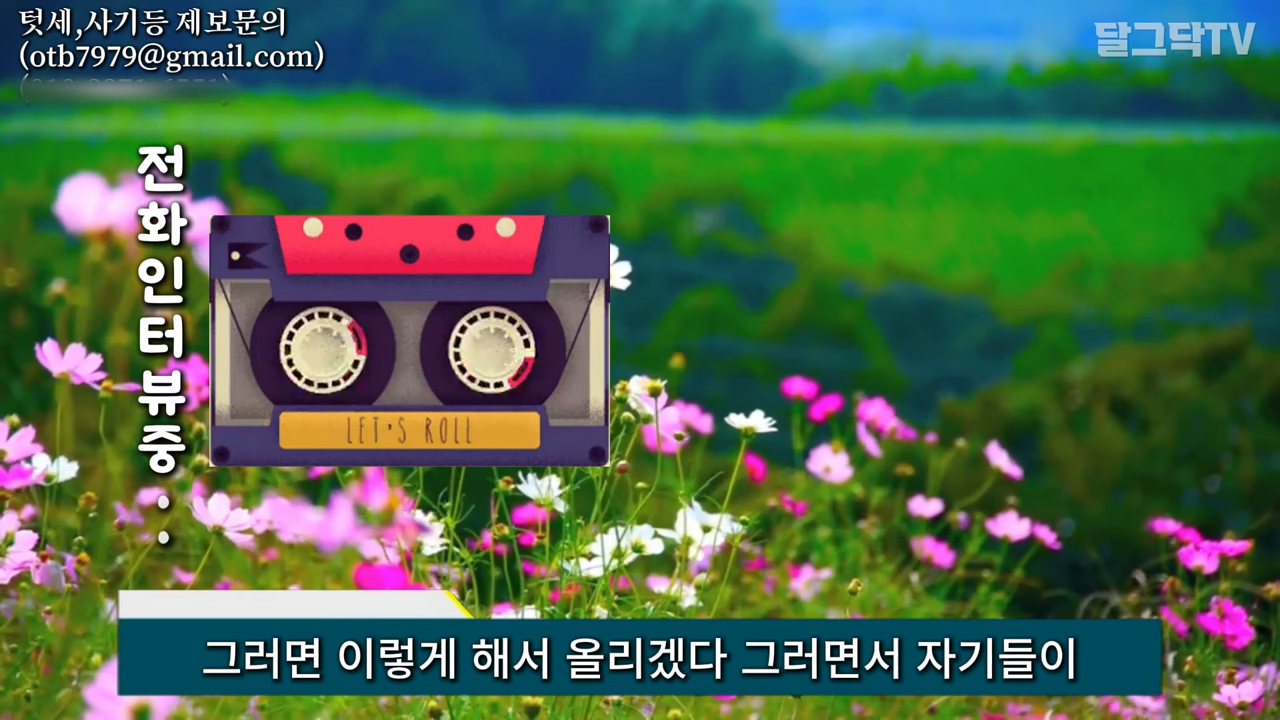 텃세,사기등 제보문의
(otb7979@gmail.com)
달그닥TV
전화인터뷰중..
LET'S ROLL
그러면 이렇게 해서 올리겠다 그러면서 자기들이